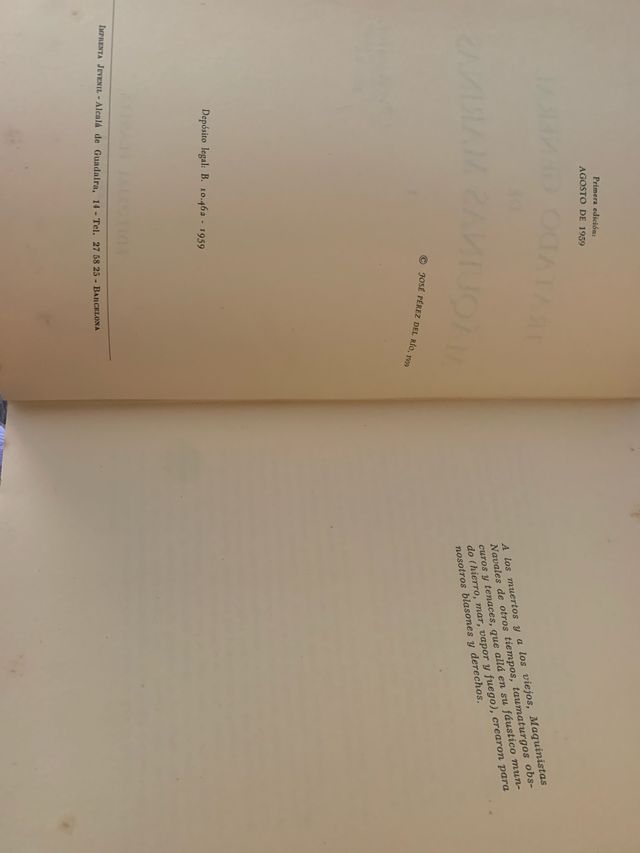 Primera edición:
AGOSTO DE 1959
© JOSÉ PÉREZ DEL RÍO, 1959
Depósito legal: B. 10.462 - 1959
IMPRENTA JUVENIL - Alcalá de Guadaira, 14 - Tel. 27 58 25 - BARCELONA
A los muertos y a los viejos, Maquinistas
Navales de otros tiempos, taumaturgos obs-
curos y tenaces, que allá en su fáustico mun-
do (hierro, mar, vapor y fuego), crearon para
nosotros blasones y derechos.